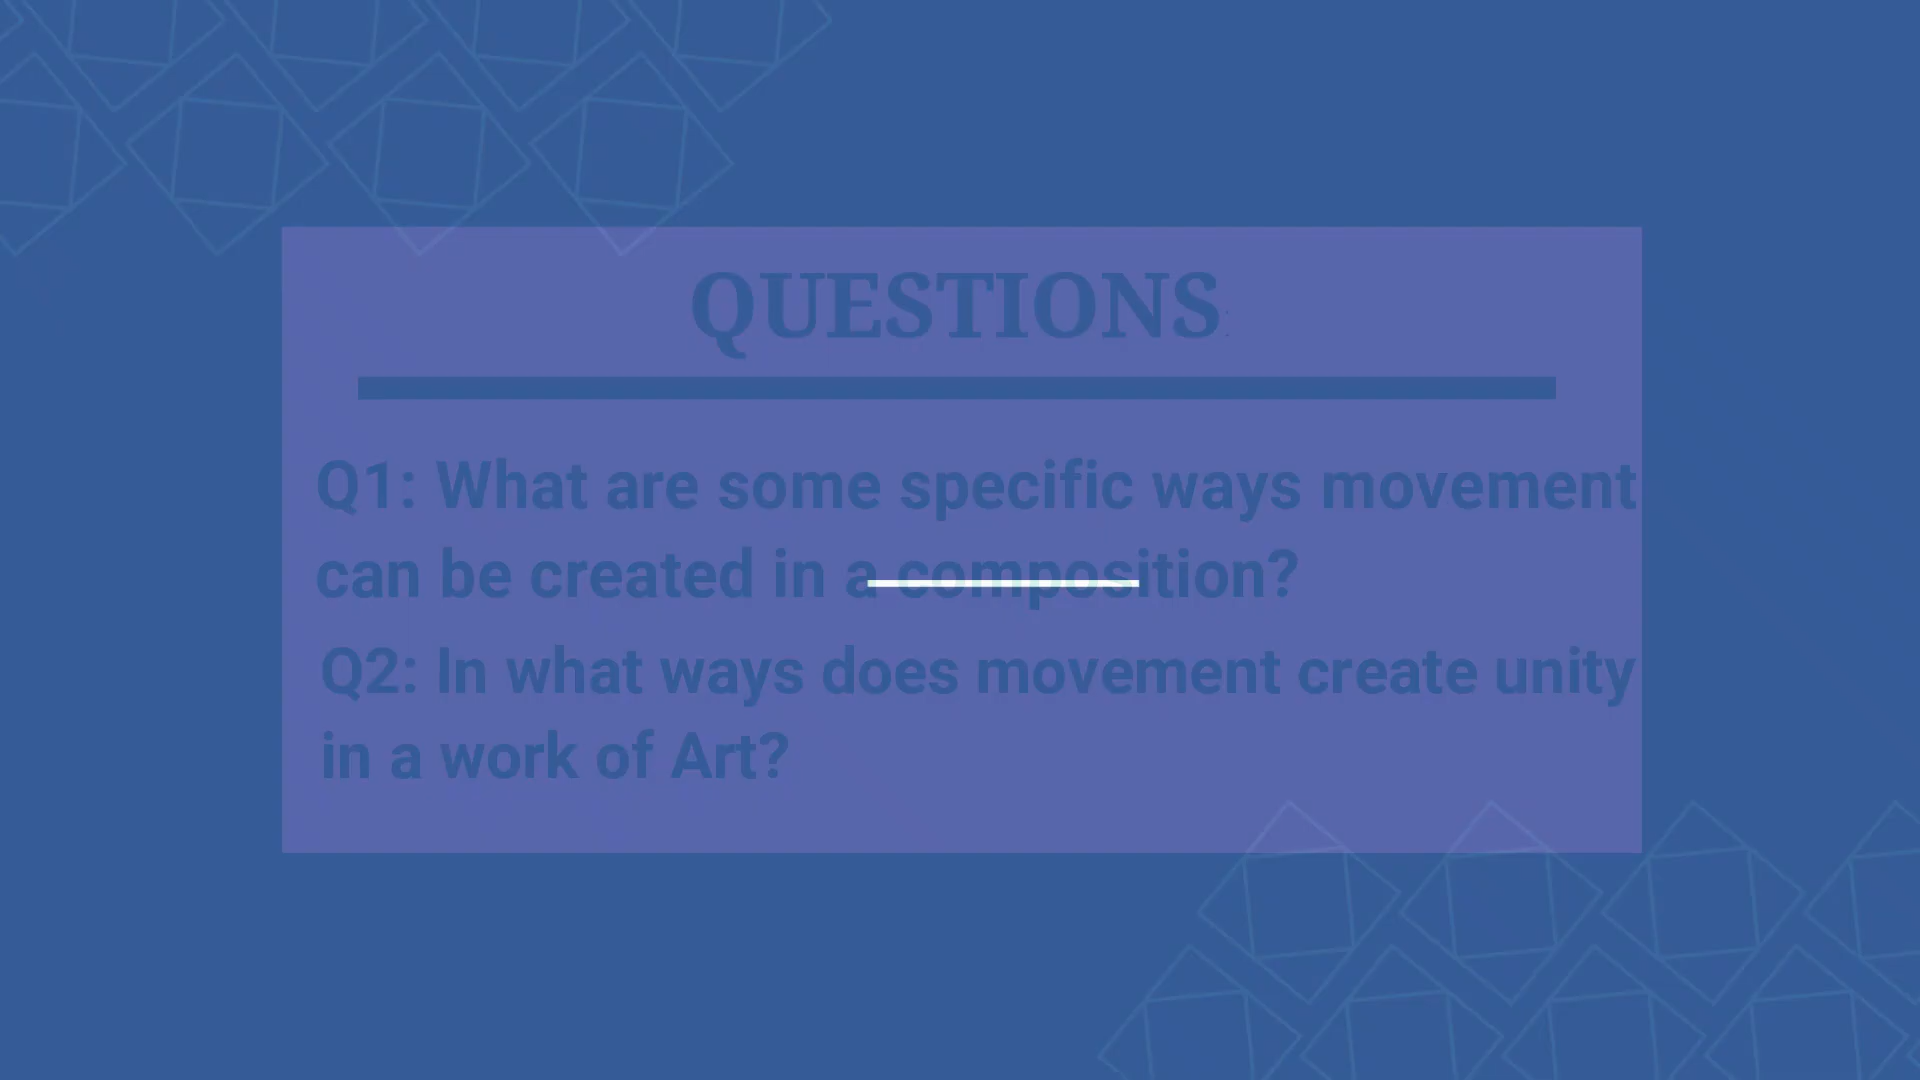 QUESTIONS:
Q1: What are some specific ways movement
can be created in a composition?
Q2: In what ways does movement create unity
in a work of Art?